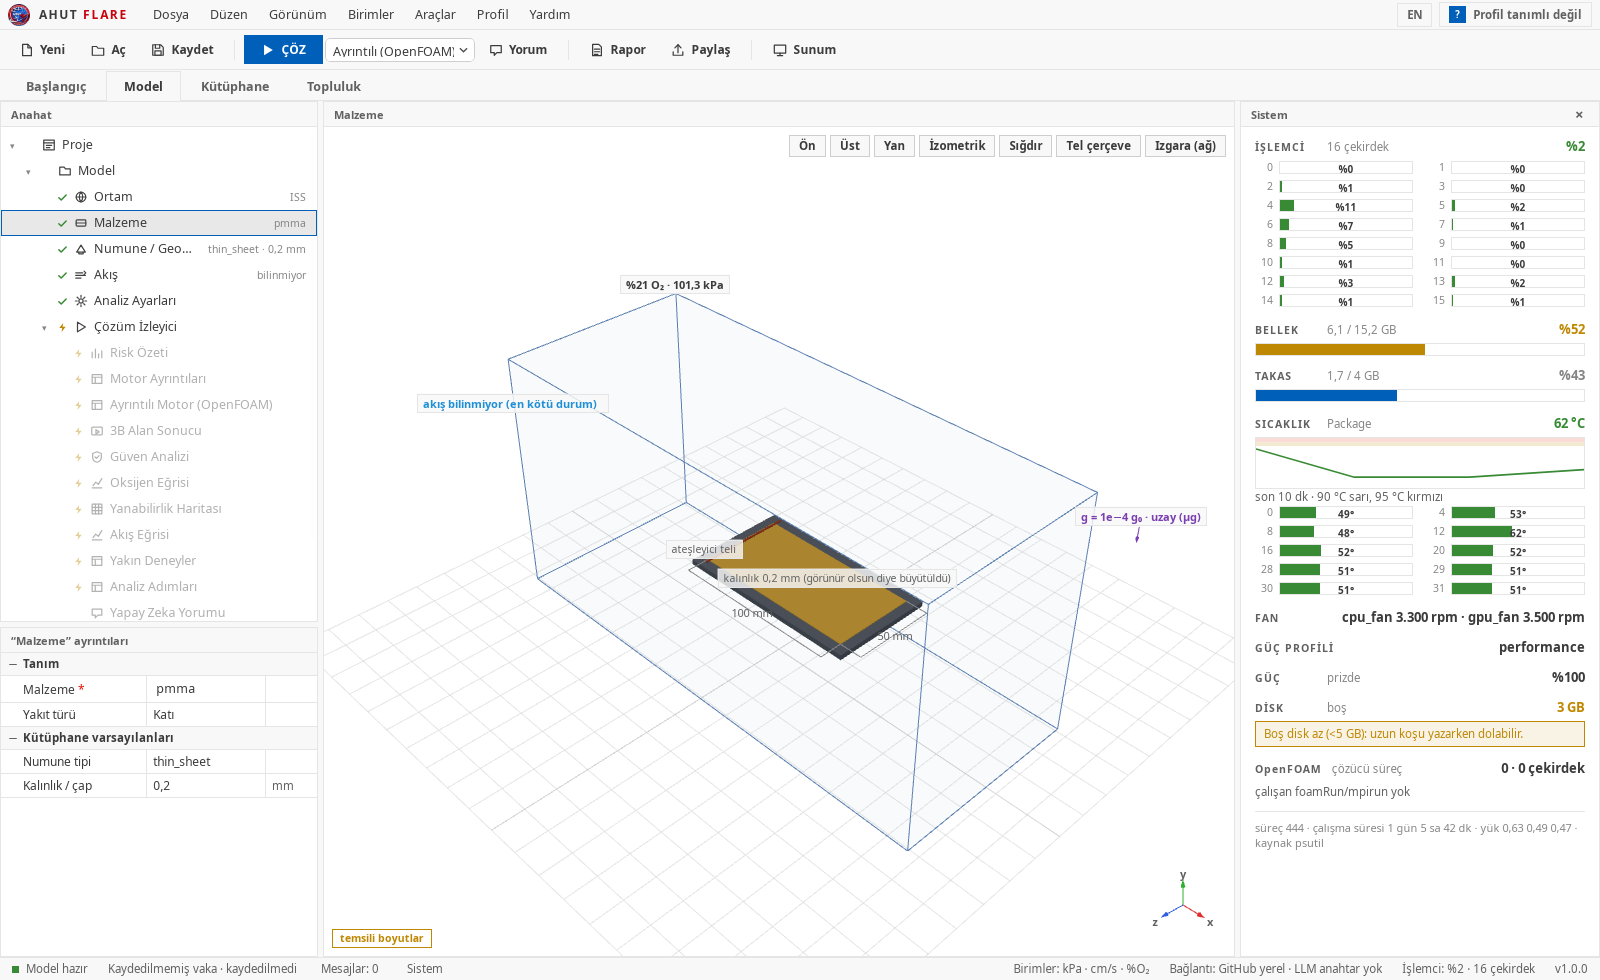 AHUT FLARE Dosya Düzen Görünüm Birimler Araçlar Profil Yardım EN ? Profil tanımlı değil
Yeni Aç Kaydet ÇÖZ Ayrıntılı (OpenFOAM) Yorum Rapor Paylaş Sunum
Başlangıç Model Kütüphane Topluluk
Anahat
Proje
Model
Ortam ISS
Malzeme pmma
Numune / Geo... thin_sheet · 0,2 mm
Akış bilinmiyor
Analiz Ayarları
Çözüm İzleyici
Risk Özeti
Motor Ayrıntıları
Ayrıntılı Motor (OpenFOAM)
3B Alan Sonucu
Güven Analizi
Oksijen Eğrisi
Yanabilirlik Haritası
Akış Eğrisi
Yakın Deneyler
Analiz Adımları
Yapay Zeka Yorumu
"Malzeme" ayrıntıları
Tanım
Malzeme * pmma
Yakıt türü Katı
Kütüphane varsayılanları
Numune tipi thin_sheet
Kalınlık / çap 0,2 mm
Malzeme
Ön Üst Yan İzometrik Sığdır Tel çerçeve Izgara (ağ)
%21 O₂ · 101,3 kPa
akış bilinmiyor (en kötü durum)
g = 1e−4 g₀ · uzay (µg)
ateşleyici teli
kalınlık 0,2 mm (görünür olsun diye büyütüldü)
100 mm
50 mm
y
z x
temsili boyutlar
Sistem ×
İŞLEMCİ 16 çekirdek %2
0 %0 1 %0
2 %1 3 %0
4 %11 5 %2
6 %7 7 %1
8 %5 9 %0
10 %1 11 %0
12 %3 13 %2
14 %1 15 %1
BELLEK 6,1 / 15,2 GB %52
TAKAS 1,7 / 4 GB %43
SICAKLIK Package 62 °C
son 10 dk · 90 °C sarı, 95 °C kırmızı
0 49° 4 53°
8 48° 12 62°
16 52° 20 52°
28 51° 29 51°
30 51° 31 51°
FAN cpu_fan 3.300 rpm · gpu_fan 3.500 rpm
GÜÇ PROFİLİ performance
GÜÇ prizde %100
DİSK boş 3 GB
Boş disk az (<5 GB): uzun koşu yazarken dolabilir.
OpenFOAM çözücü süreç 0 · 0 çekirdek
çalışan foamRun/mpirun yok
süreç 444 · çalışma süresi 1 gün 5 sa 42 dk · yük 0,63 0,49 0,47 ·
kaynak psutil
Model hazır Kaydedilmemiş vaka · kaydedilmedi Mesajlar: 0 Sistem Birimler: kPa · cm/s · %O₂ Bağlantı: GitHub yerel · LLM anahtar yok İşlemci: %2 · 16 çekirdek v1.0.0